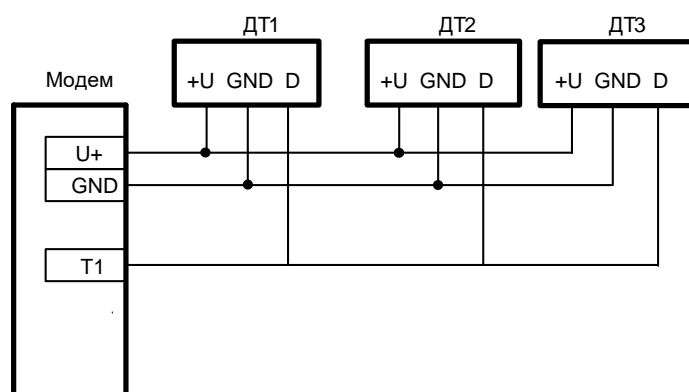 ДТ1 ДТ2 ДТ3
Модем
+U GND D +U GND D +U GND D
U+
GND
T1